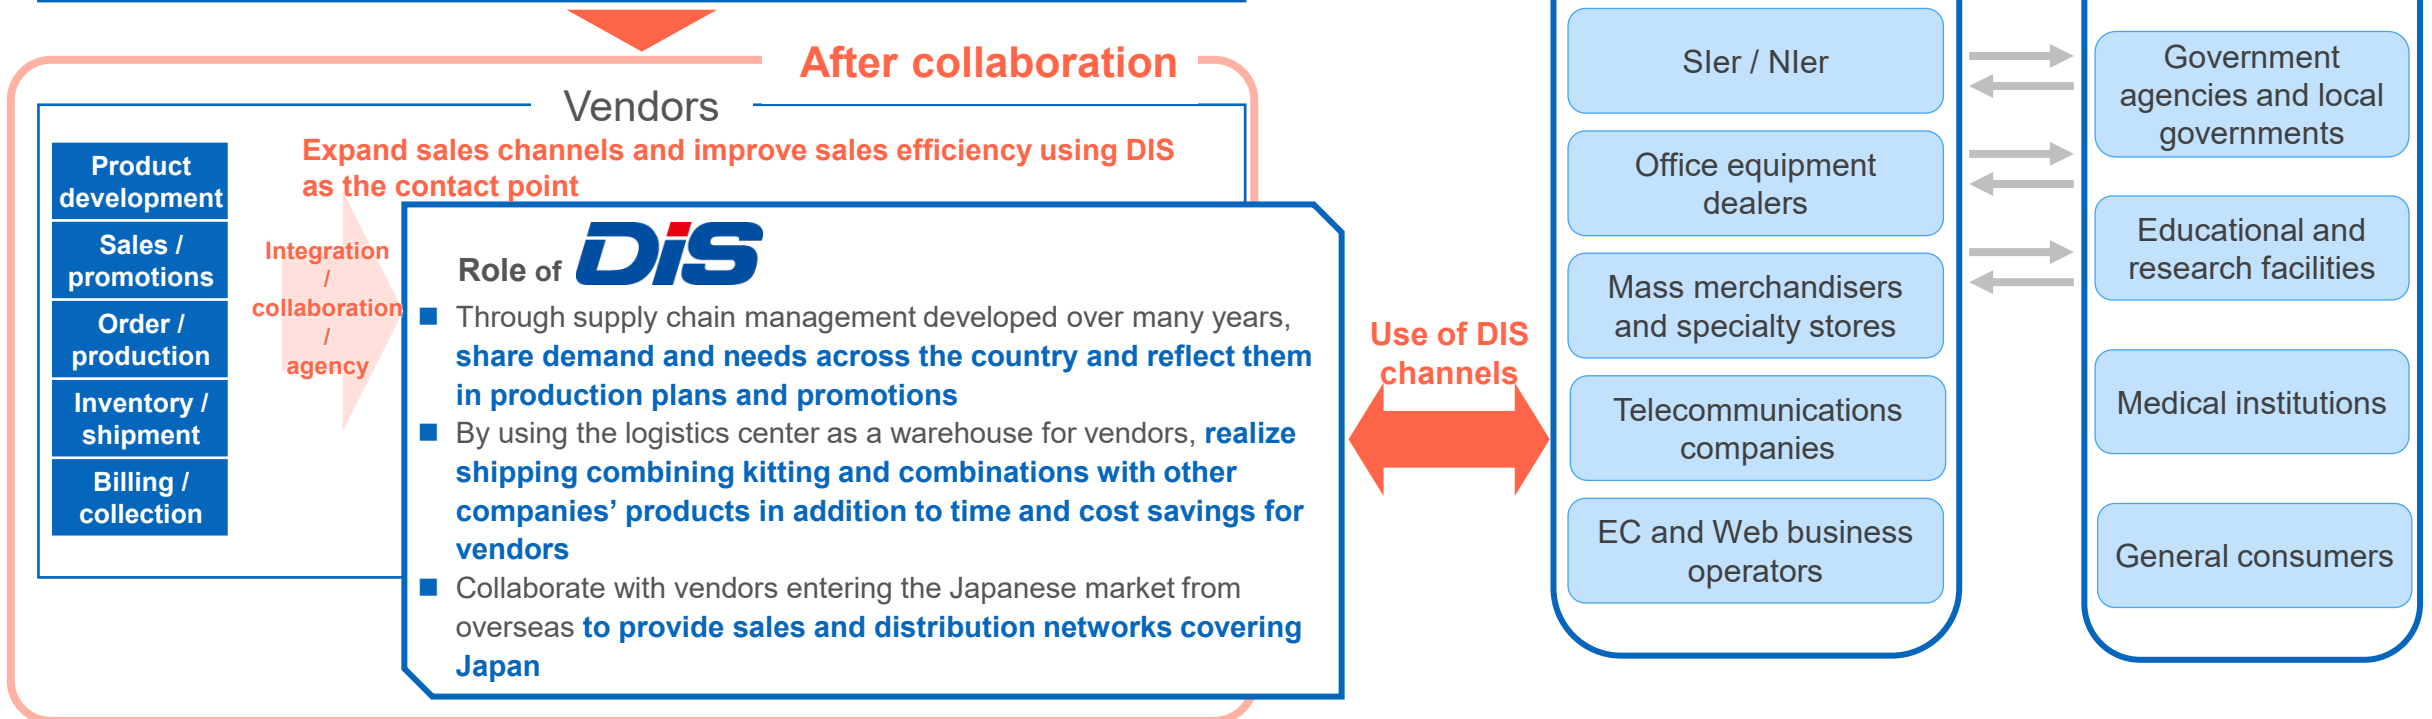 After collaboration
Vendors
Expand sales channels and improve sales efficiency using DIS
as the contact point
Product
development
Sales /
promotions
Order /
production
Inventory /
shipment
Billing /
collection
Integration
/
collaboration
/
agency
Role of DiS
Through supply chain management developed over many years,
share demand and needs across the country and reflect them
in production plans and promotions
By using the logistics center as a warehouse for vendors, realize
shipping combining kitting and combinations with other
companies’ products in addition to time and cost savings for
vendors
Collaborate with vendors entering the Japanese market from
overseas to provide sales and distribution networks covering
Japan
Use of DIS
channels
SIer / NIer
Office equipment
dealers
Mass merchandisers
and specialty stores
Telecommunications
companies
EC and Web business
operators
Government
agencies and local
governments
Educational and
research facilities
Medical institutions
General consumers